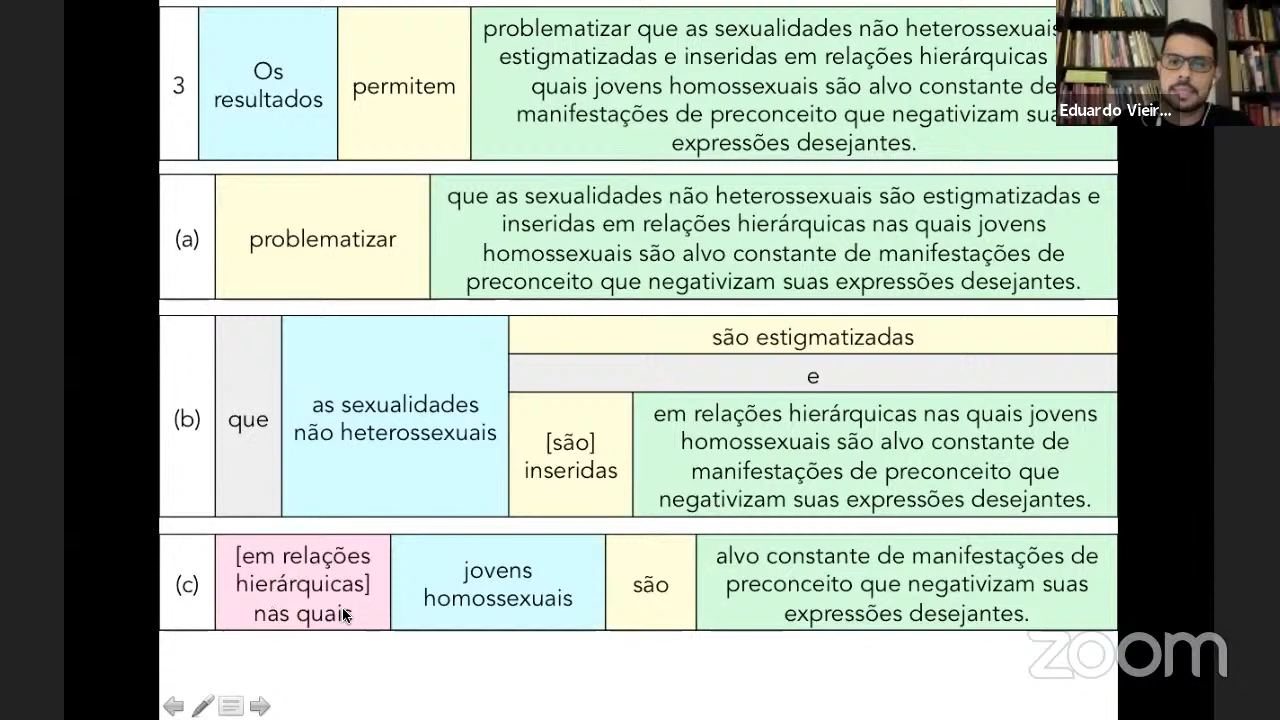 3
Os
resultados
permitem
problematizar que as sexualidades não heterossexuais
estigmatizadas e inseridas em relações hierárquicas
quais jovens homossexuais são alvo constante de
manifestações de preconceito que negativizam suas
expressões desejantes.
Eduardo Vieir...
(a)
problematizar
que as sexualidades não heterossexuais são estigmatizadas e
inseridas em relações hierárquicas nas quais jovens
homossexuais são alvo constante de manifestações de
preconceito que negativizam suas expressões desejantes.
(b)
que
as sexualidades
não heterossexuais
são estigmatizadas
e
[são]
inseridas
em relações hierárquicas nas quais jovens
homossexuais são alvo constante de
manifestações de preconceito que
negativizam suas expressões desejantes.
(c)
[em relações
hierárquicas]
nas quais
jovens
homossexuais
são
alvo constante de manifestações de
preconceito que negativizam suas
expressões desejantes.
zoom